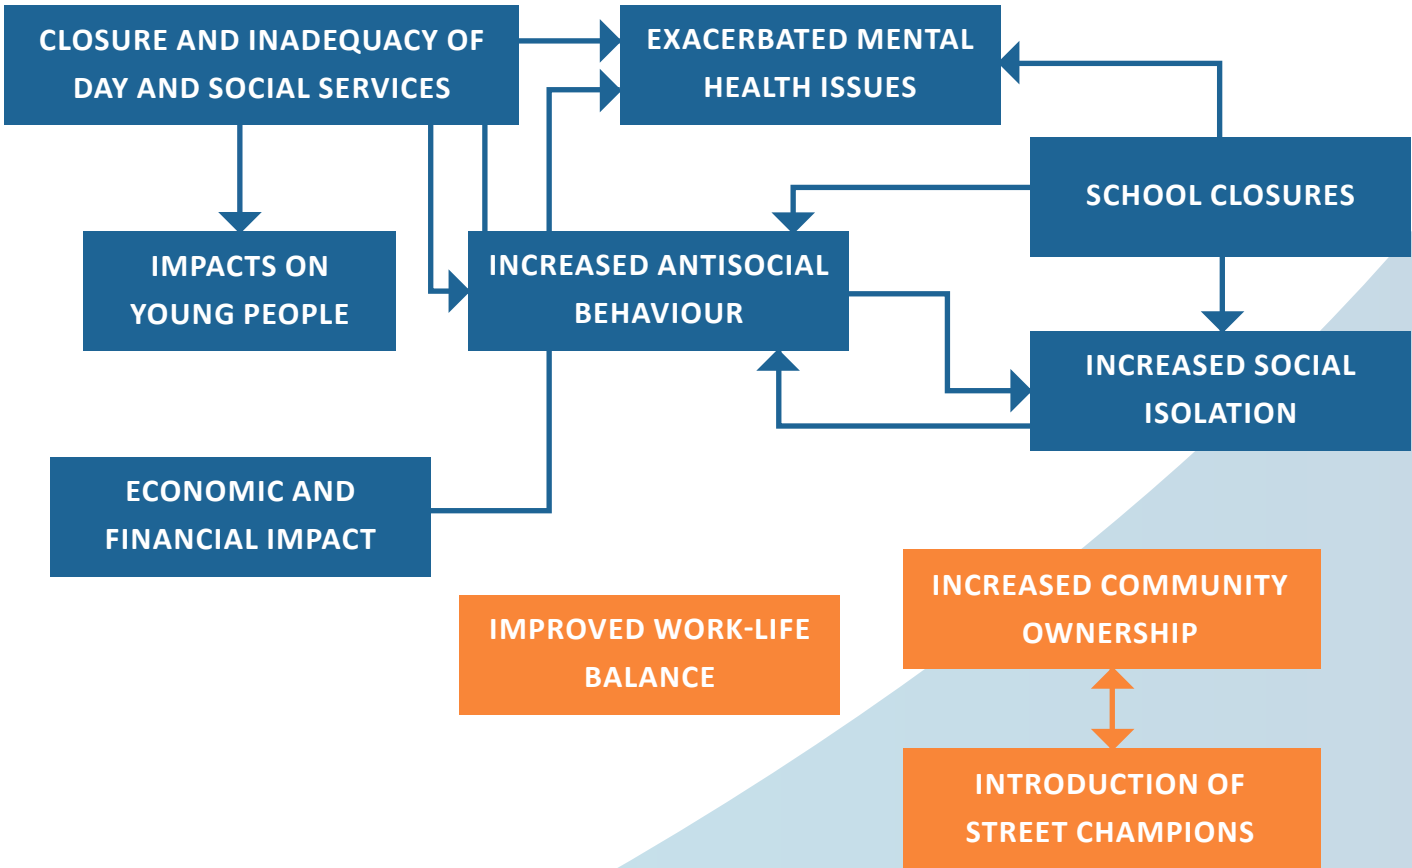 CLOSURE AND INADEQUACY OF
DAY AND SOCIAL SERVICES
EXACERBATED MENTAL
HEALTH ISSUES
SCHOOL CLOSURES
IMPACTS ON
YOUNG PEOPLE
INCREASED ANTISOCIAL
BEHAVIOUR
INCREASED SOCIAL
ISOLATION
ECONOMIC AND
FINANCIAL IMPACT
IMPROVED WORK-LIFE
BALANCE
INCREASED COMMUNITY
OWNERSHIP
INTRODUCTION OF
STREET CHAMPIONS